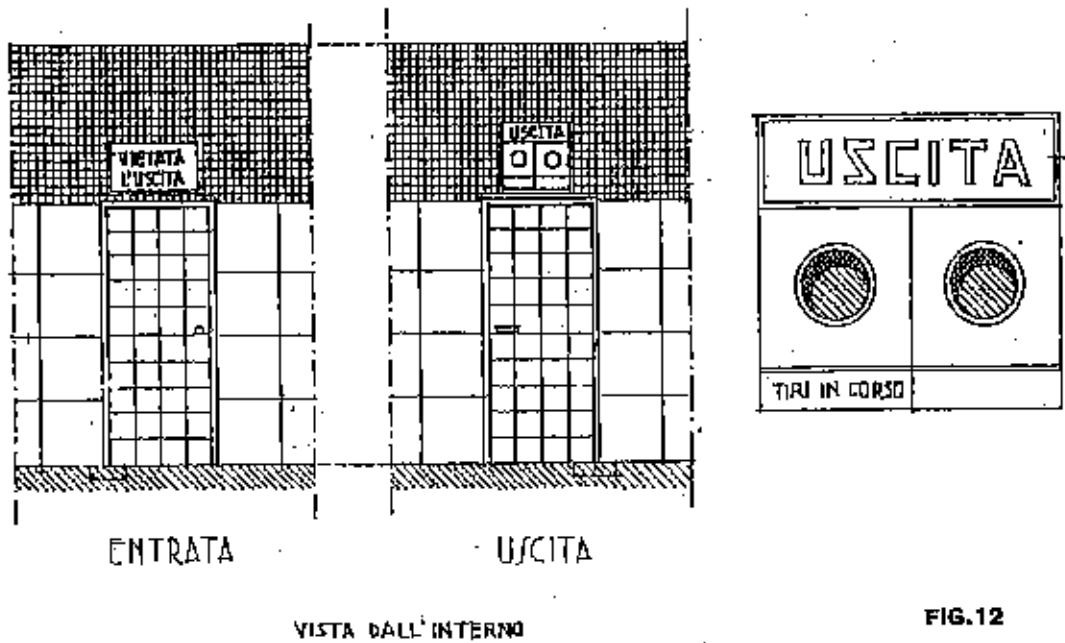 VIETATA
L'USCITA
USCITA
USCITA
TIRI IN CORSO
ENTRATA
USCITA
VISTA DALL'INTERNO
FIG.12